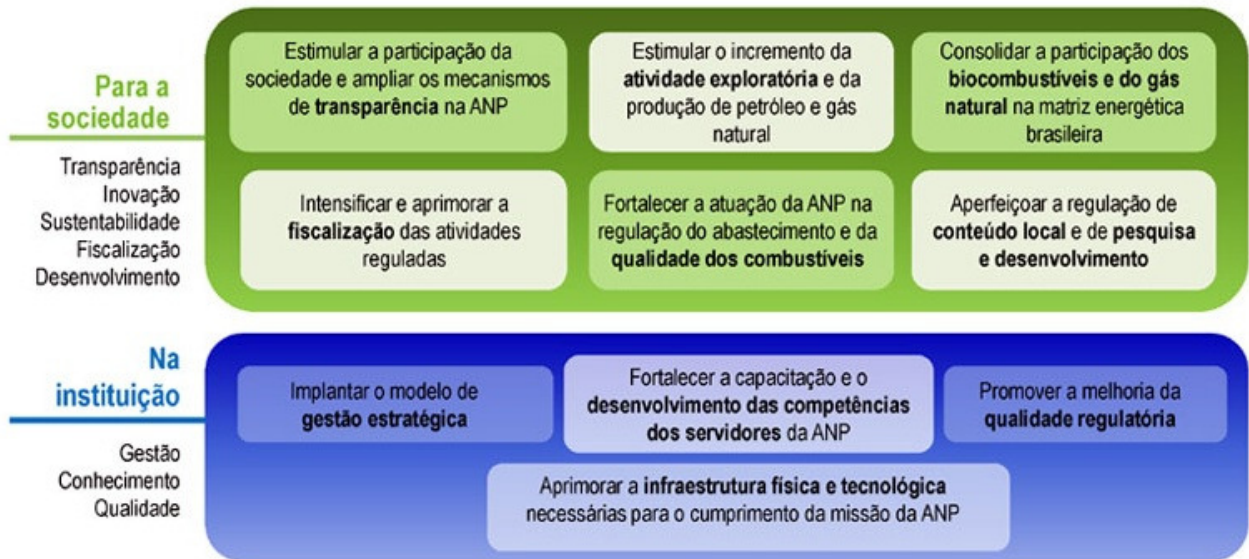 Para a
sociedade
Transparência
Inovação
Sustentabilidade
Fiscalização
Desenvolvimento
Estimular a participação da
sociedade e ampliar os mecanismos
de transparência na ANP
Estimular o incremento da
atividade exploratória e da
produção de petróleo e gás
natural
Consolidar a participação dos
biocombustíveis e do gás
natural na matriz energética
brasileira
Intensificar e aprimorar a
fiscalização das atividades
reguladas
Fortalecer a atuação da ANP na
regulação do abastecimento e da
qualidade dos combustíveis
Aperfeiçoar a regulação de
conteúdo local e de pesquisa
e desenvolvimento
Na
instituição
Gestão
Conhecimento
Qualidade
Implantar o modelo de
gestão estratégica
Fortalecer a capacitação e o
desenvolvimento das competências
dos servidores da ANP
Promover a melhoria da
qualidade regulatória
Aprimorar a infraestrutura física e tecnológica
necessárias para o cumprimento da missão da ANP